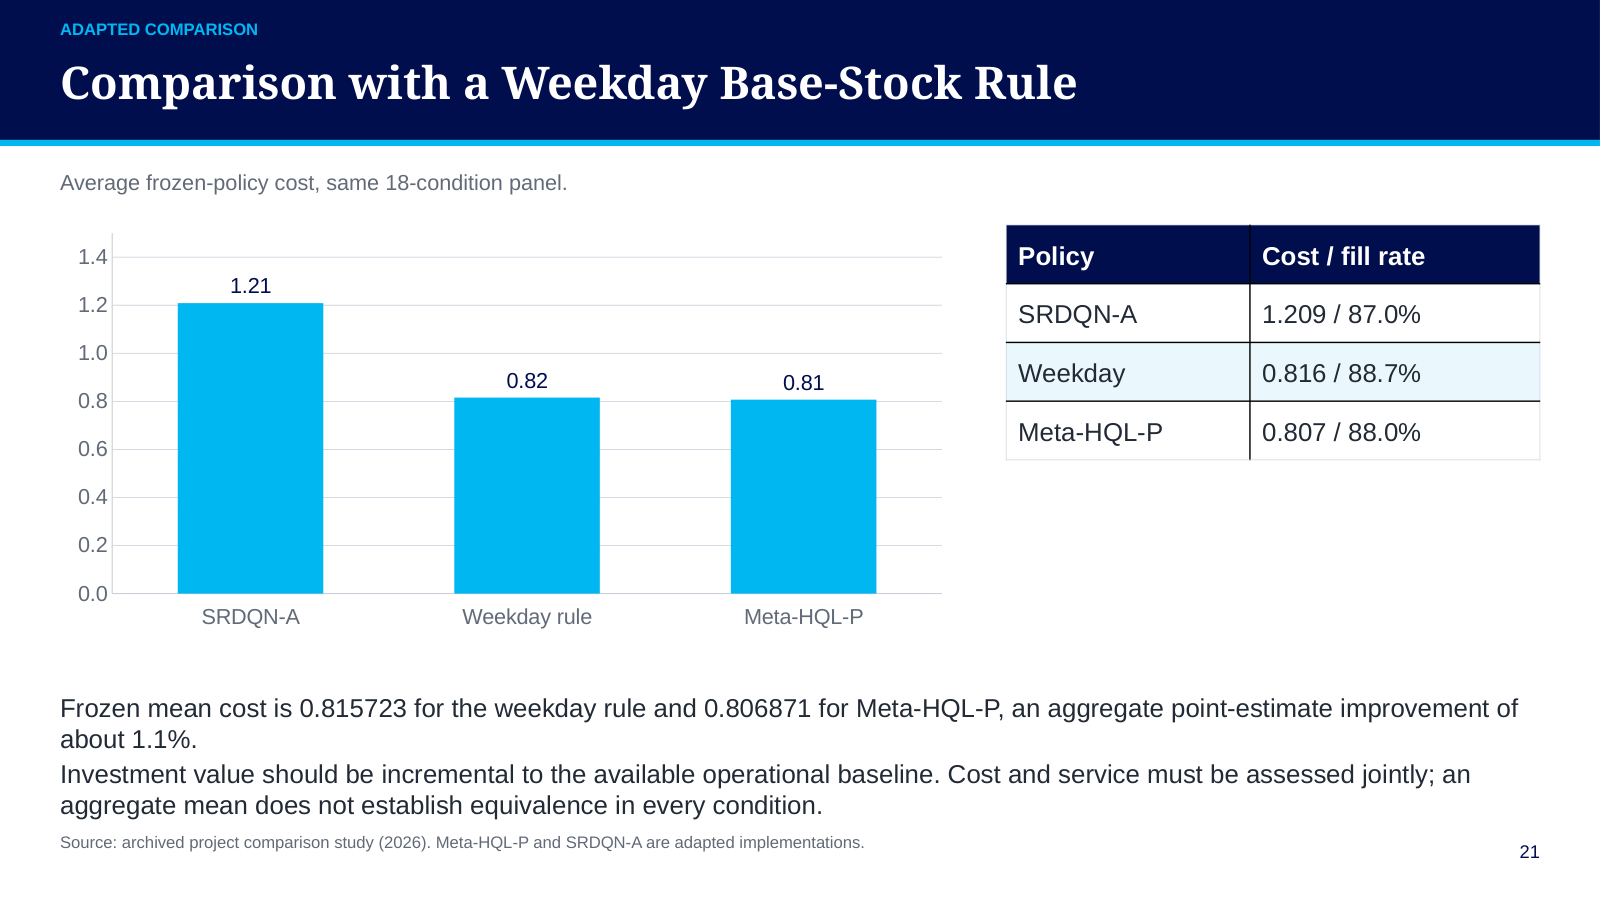 ADAPTED COMPARISON
Comparison with a Weekday Base-Stock Rule
Average frozen-policy cost, same 18-condition panel.
1.4
1.2
1.0
0.8
0.6
0.4
0.2
0.0
1.21
0.82
0.81
SRDQN-A
Weekday rule
Meta-HQL-P
Policy Cost / fill rate
SRDQN-A 1.209 / 87.0%
Weekday 0.816 / 88.7%
Meta-HQL-P 0.807 / 88.0%
Frozen mean cost is 0.815723 for the weekday rule and 0.806871 for Meta-HQL-P, an aggregate point-estimate improvement of
about 1.1%.
Investment value should be incremental to the available operational baseline. Cost and service must be assessed jointly; an
aggregate mean does not establish equivalence in every condition.
Source: archived project comparison study (2026). Meta-HQL-P and SRDQN-A are adapted implementations.
21